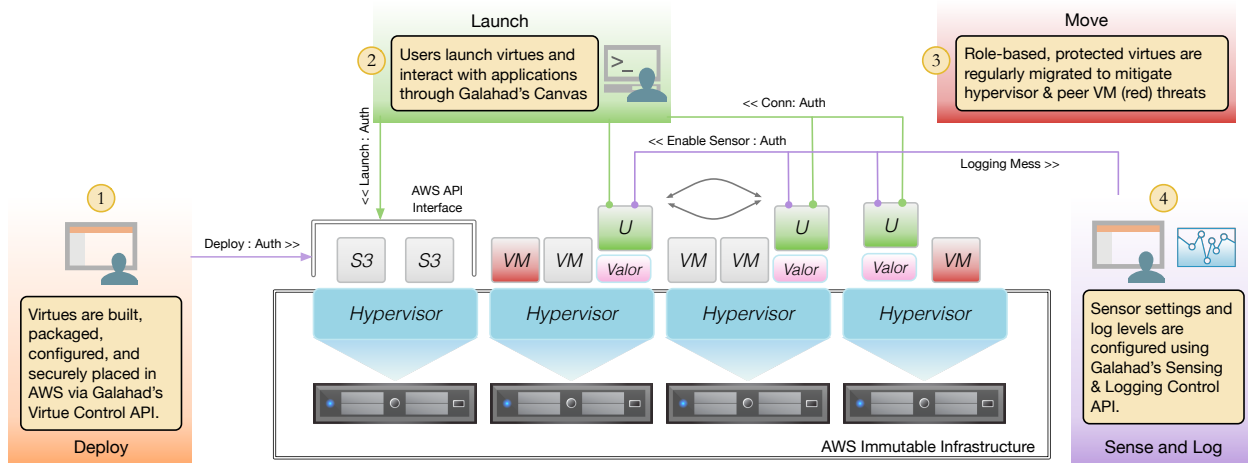 Launch
2
Users launch virtues and
interact with applications
through Galahad's Canvas
>_
Move
3
Role-based, protected virtues are
regularly migrated to mitigate
hypervisor & peer VM (red) threats
<< Conn: Auth
<< Launch : Auth
<< Enable Sensor : Auth
Logging Mess >>
1
AWS API
Interface
4
Deploy : Auth >>
U
U
U
S3
S3
VM
VM
Valor
VM
VM
Valor
Valor
VM
Virtues are built,
packaged,
configured, and
securely placed in
AWS via Galahad's
Virtue Control API.
Deploy
Hypervisor
Hypervisor
Hypervisor
Hypervisor
Sensor settings and
log levels are
configured using
Galahad's Sensing
& Logging Control
API.
AWS Immutable Infrastructure
Sense and Log